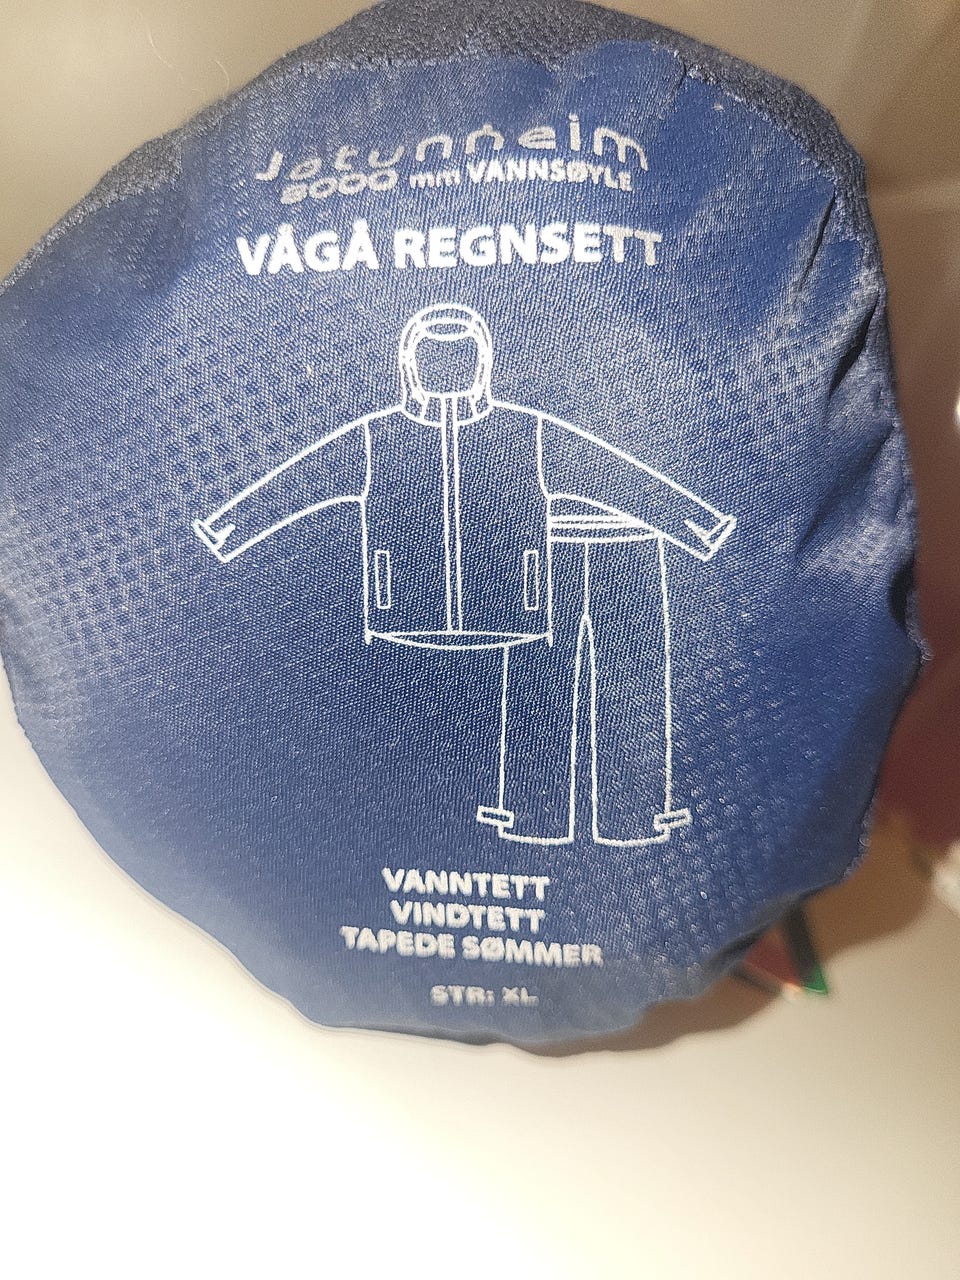 Jotunheim
8000 mm VANNSØYLE
VÅGÅ REGNSETT
VANNTETT
VINDTETT
TAPEDE SØMMER
STR: XL